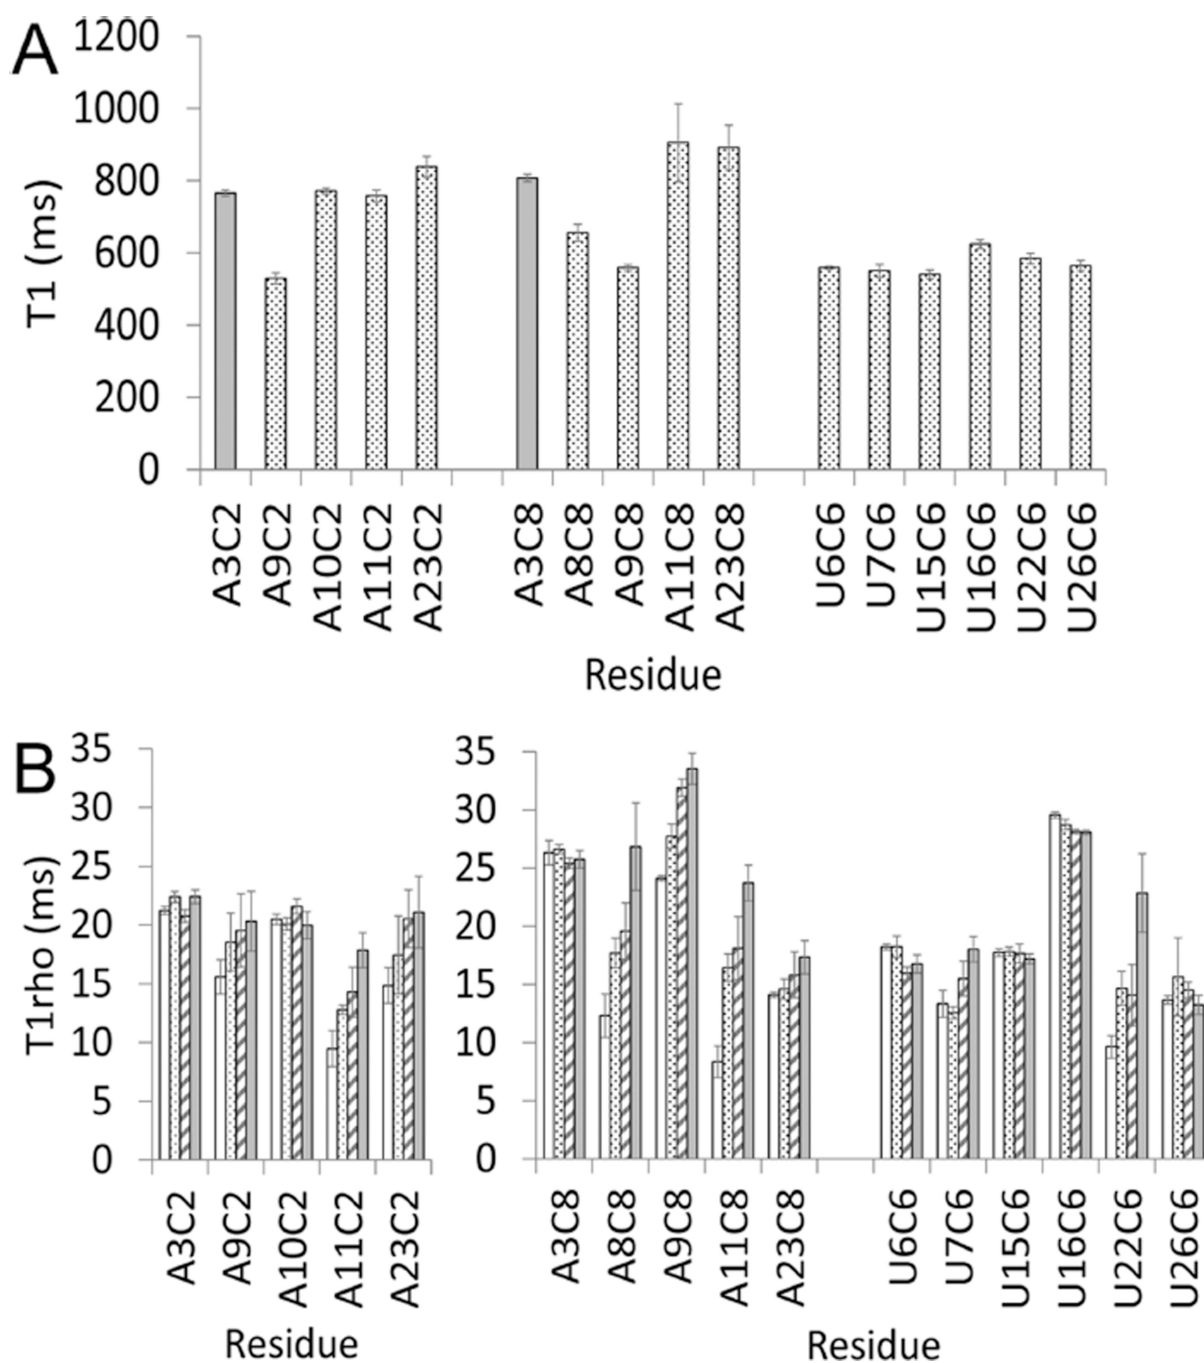 A
T1 (ms)
1200
1000
800
600
400
200
0
A3C2
A9C2
A10C2
A11C2
A23C2
A3C8
A8C8
A9C8
A11C8
A23C8
U6C6
U7C6
U15C6
U16C6
U22C6
U26C6
Residue
B
T1rho (ms)
35
30
25
20
15
10
5
0
A3C2
A9C2
A10C2
A11C2
A23C2
Residue
35
30
25
20
15
10
5
0
A3C8
A8C8
A9C8
A11C8
A23C8
U6C6
U7C6
U15C6
U16C6
U22C6
U26C6
Residue